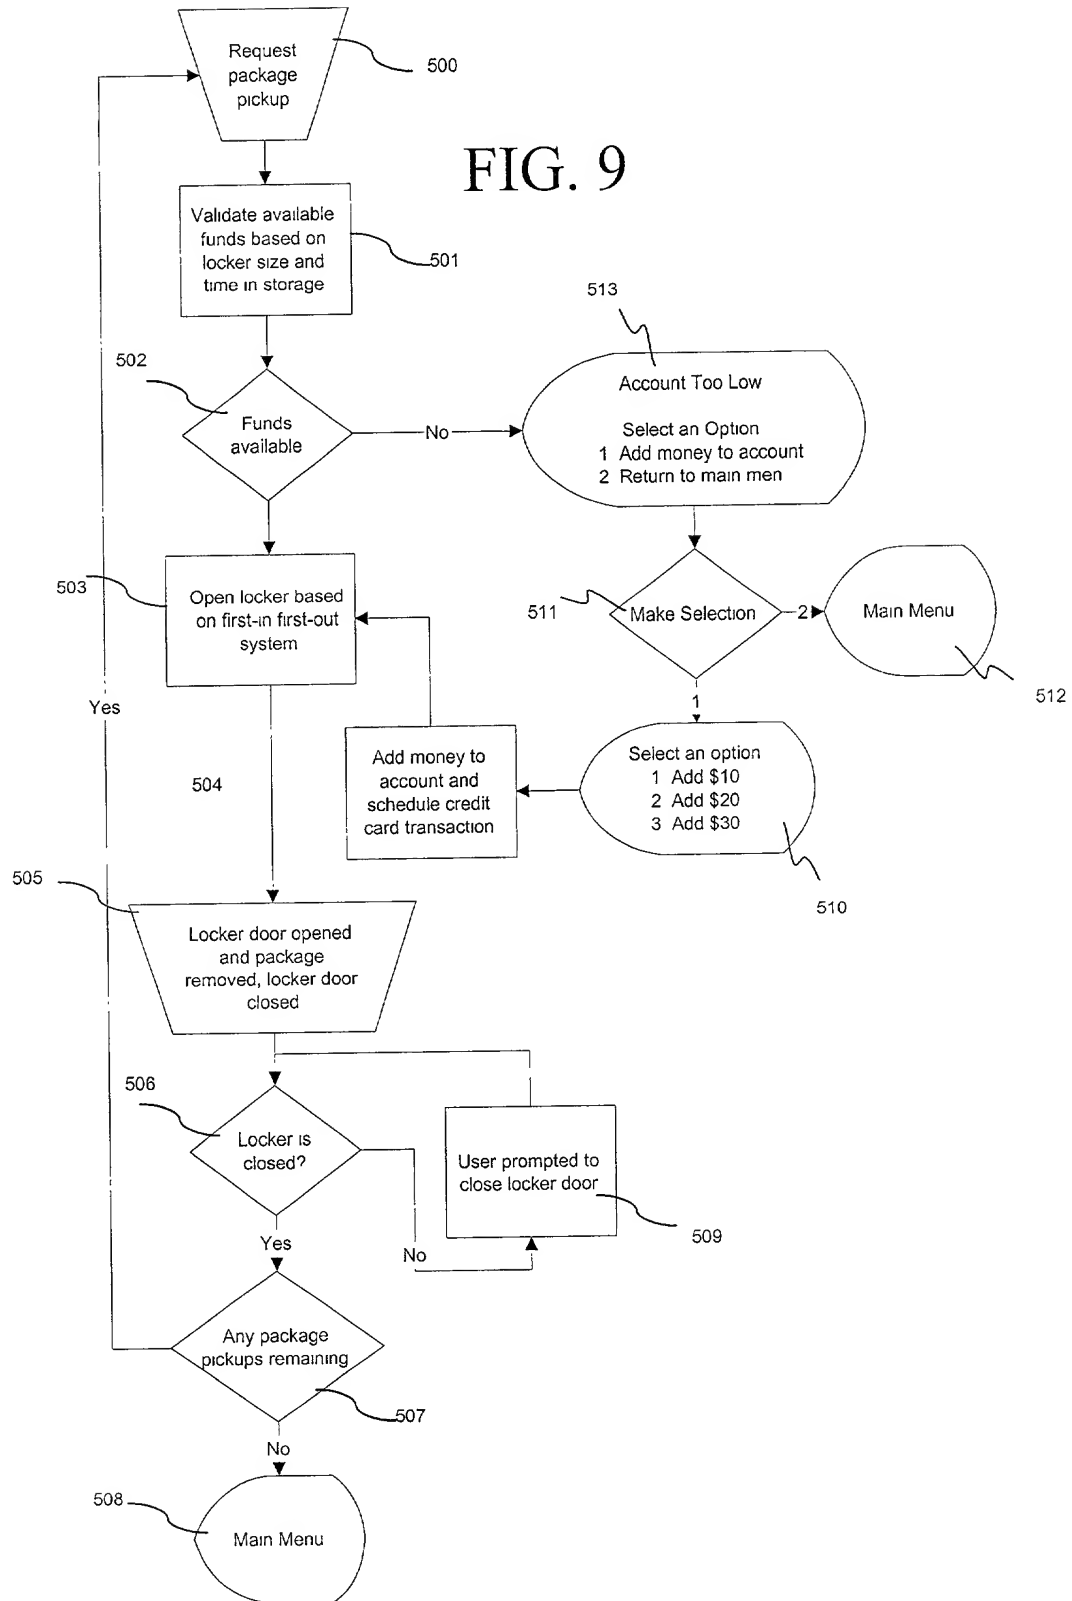 Request
package
pickup
500
FIG. 9
Validate available
funds based on
locker size and
time in storage
501
502
Funds
available
No
513
Account Too Low
Select an Option
1 Add money to account
2 Return to main men
503
Open locker based
on first-in first-out
system
511
Make Selection
2
Main Menu
512
1
Select an option
1 Add $10
2 Add $20
3 Add $30
510
Add money to
account and
schedule credit
card transaction
Yes
504
505
Locker door opened
and package
removed, locker door
closed
506
Locker is
closed?
No
User prompted to
close locker door
509
Yes
Any package
pickups remaining
507
No
508
Main Menu